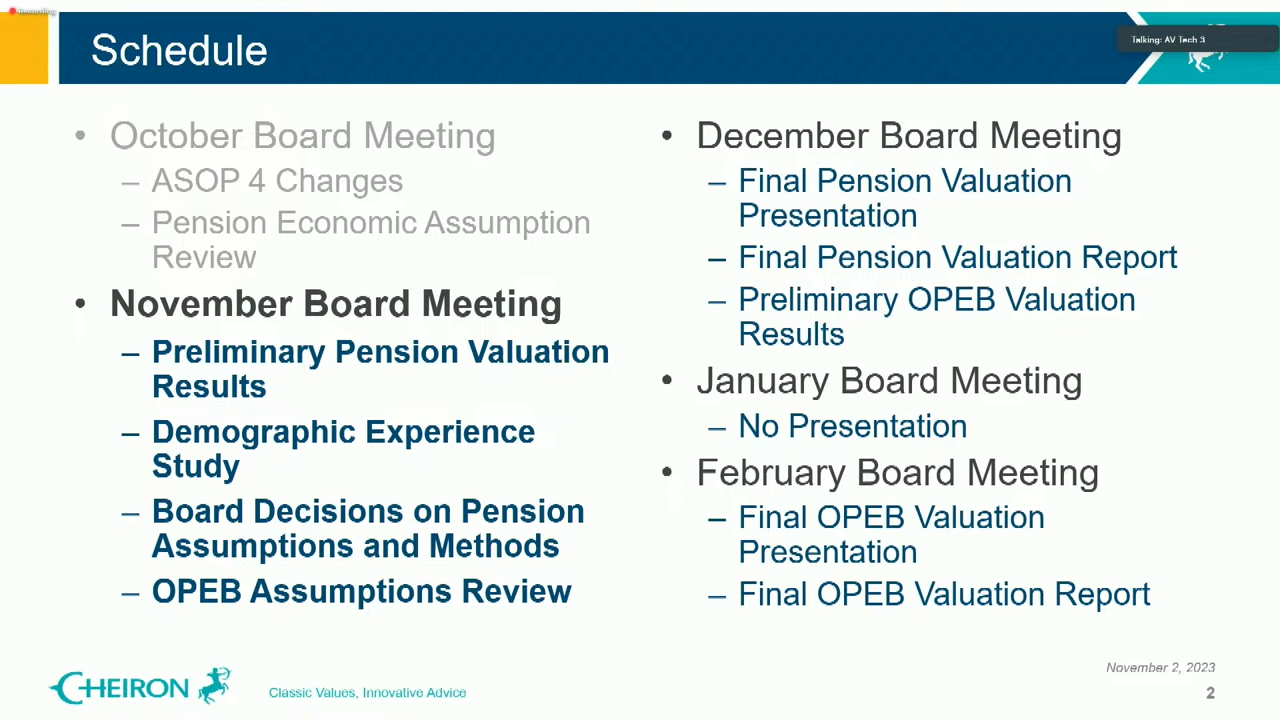 Recording
Schedule
Talking: AV Tech 3
• October Board Meeting
– ASOP 4 Changes
– Pension Economic Assumption
Review
• November Board Meeting
– Preliminary Pension Valuation
Results
– Demographic Experience
Study
– Board Decisions on Pension
Assumptions and Methods
– OPEB Assumptions Review
• December Board Meeting
– Final Pension Valuation
Presentation
– Final Pension Valuation Report
– Preliminary OPEB Valuation
Results
• January Board Meeting
– No Presentation
• February Board Meeting
– Final OPEB Valuation
Presentation
– Final OPEB Valuation Report
CHEIRON
Classic Values, Innovative Advice
November 2, 2023
2